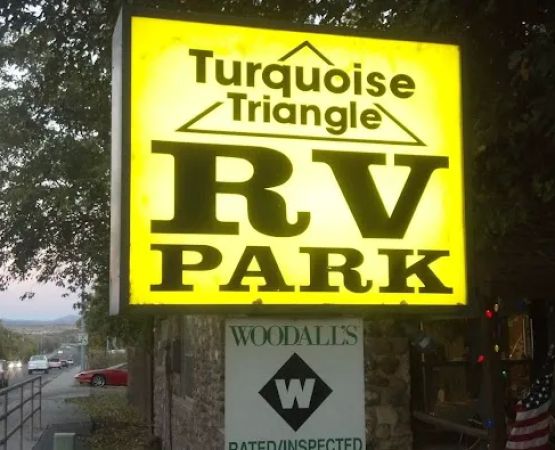 Turquoise
Triangle
RV
PARK
WOODALL'S
W
RATED/INSPECTED